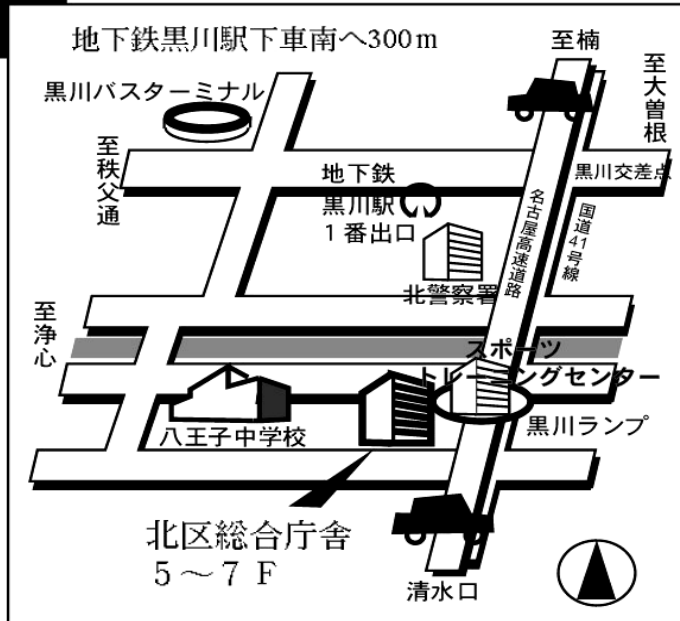 地下鉄黒川駅下車南へ300m
至楠
至大曽根
黒川バスターミナル
至秩父通
地下鉄
黒川駅
1番出口
黒川交差点
名古屋高速道路
国道41号線
北警察署
至浄心
スポーツ
トレーニングセンター
八王子中学校
黒川ランプ
北区総合庁舎
5〜7F
清水口